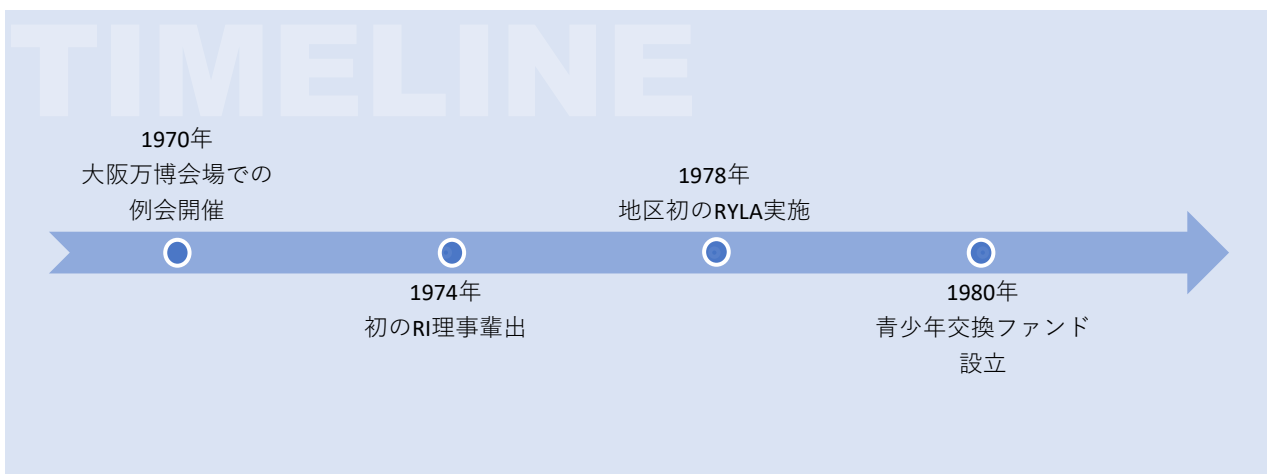 TIMELINE
1970年
大阪万博会場での
例会開催
1974年
初のRI理事輩出
1978年
地区初のRYLA実施
1980年
青少年交換ファンド
設立